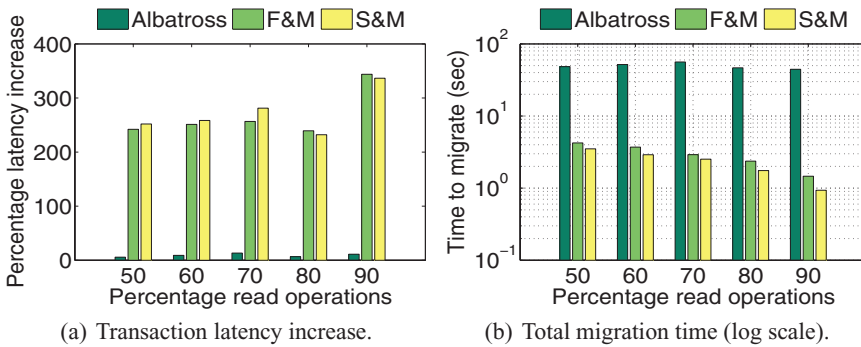 Albatross F&M S&M
400
300
200
100
0
50 60 70 80 90
Percentage latency increase
Percentage read operations
(a) Transaction latency increase.
Albatross F&M S&M
10^2
10^1
10^0
10^-1
50 60 70 80 90
Time to migrate (sec)
Percentage read operations
(b) Total migration time (log scale).